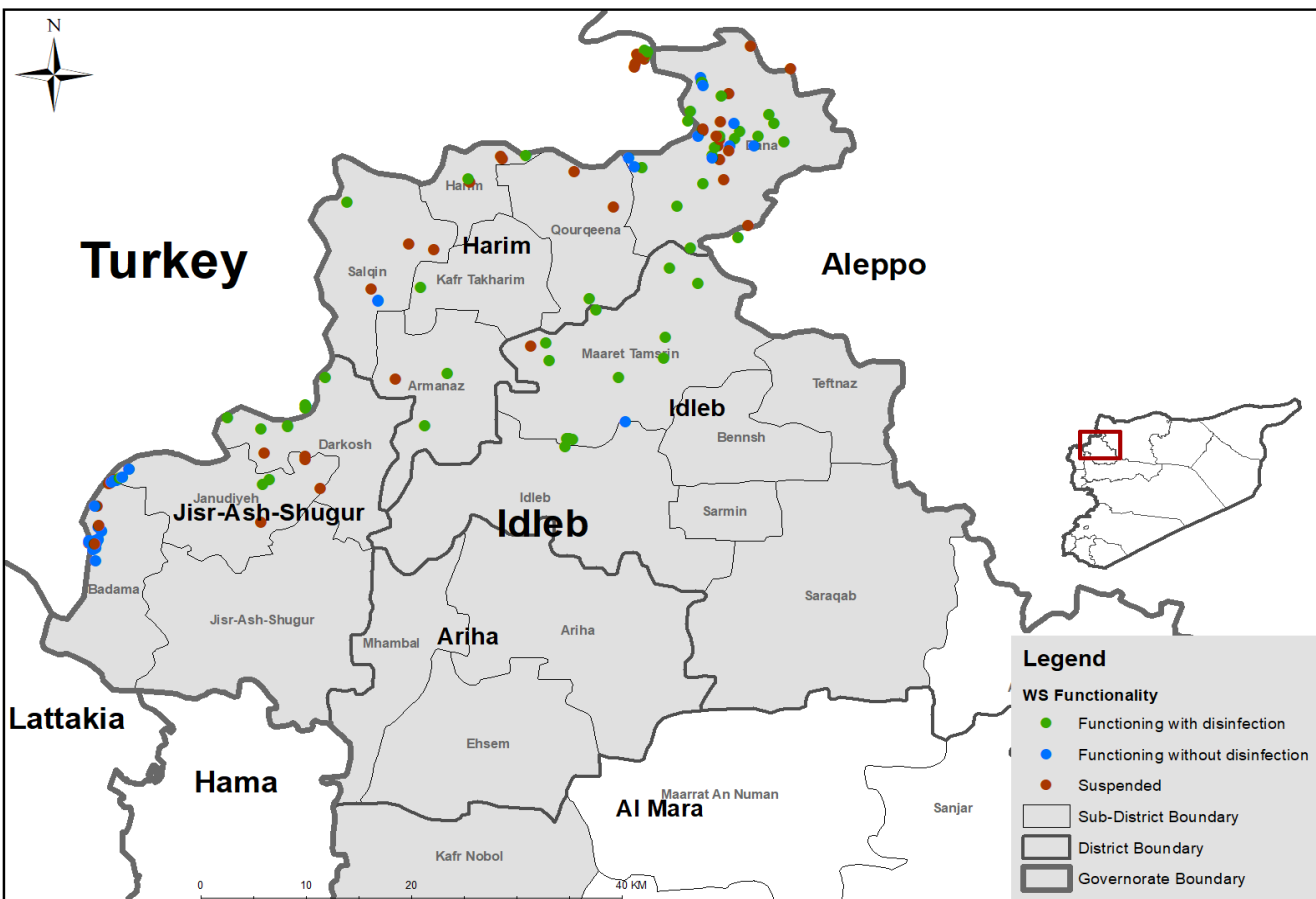 N
Dana
Harim
Harim
Qourqeena
Turkey
Aleppo
Salqin
Kafr Takharim
Maaret Tamsrin
Armanaz
Teftnaz
Idleb
Bennsh
Darkosh
Janudiyeh
Jisr-Ash-Shugur
Idleb
Idleb
Sarmin
Badama
Jisr-Ash-Shugur
Saraqab
Mhambal
Ariha
Ariha
Lattakia
Ehsem
Hama
Maarrat An Numan
Al Mara
Sanjar
Kafr Nobol
0 10 20 40 KM
Legend
WS Functionality
Functioning with disinfection
Functioning without disinfection
Suspended
Sub-District Boundary
District Boundary
Governorate Boundary